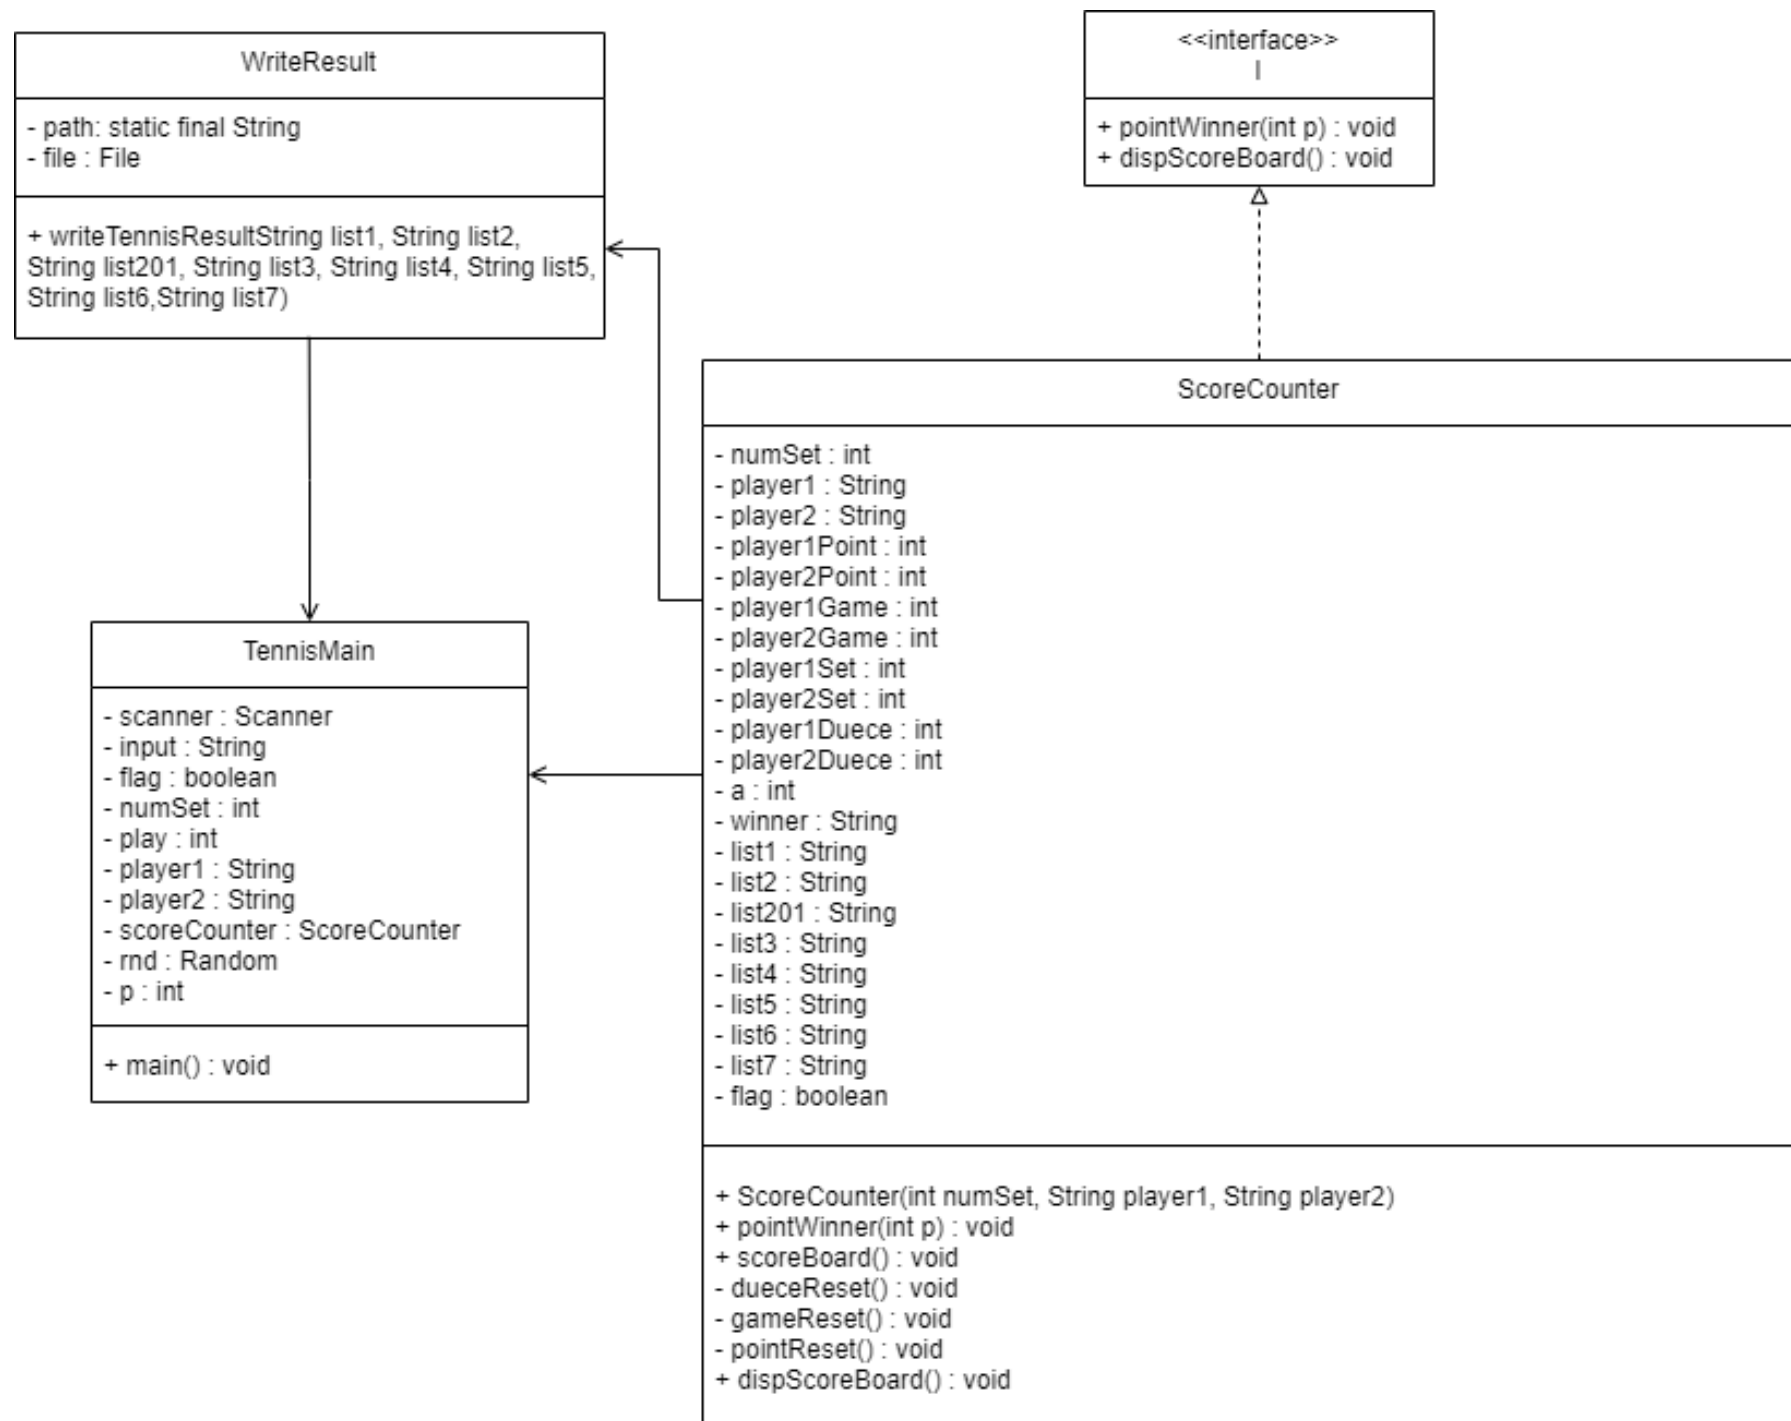 WriteResult
- path: static final String
- file : File
+ writeTennisResultString list1, String list2,
String list201, String list3, String list4, String list5,
String list6,String list7)
<<interface>>
I
+ pointWinner(int p) : void
+ dispScoreBoard() : void
TennisMain
- scanner : Scanner
- input : String
- flag : boolean
- numSet : int
- play : int
- player1 : String
- player2 : String
- scoreCounter : ScoreCounter
- rnd : Random
- p : int
+ main() : void
ScoreCounter
- numSet : int
- player1 : String
- player2 : String
- player1Point : int
- player2Point : int
- player1Game : int
- player2Game : int
- player1Set : int
- player2Set : int
- player1Duece : int
- player2Duece : int
- a : int
- winner : String
- list1 : String
- list2 : String
- list201 : String
- list3 : String
- list4 : String
- list5 : String
- list6 : String
- list7 : String
- flag : boolean
+ ScoreCounter(int numSet, String player1, String player2)
+ pointWinner(int p) : void
+ scoreBoard() : void
- dueceReset() : void
- gameReset() : void
- pointReset() : void
+ dispScoreBoard() : void